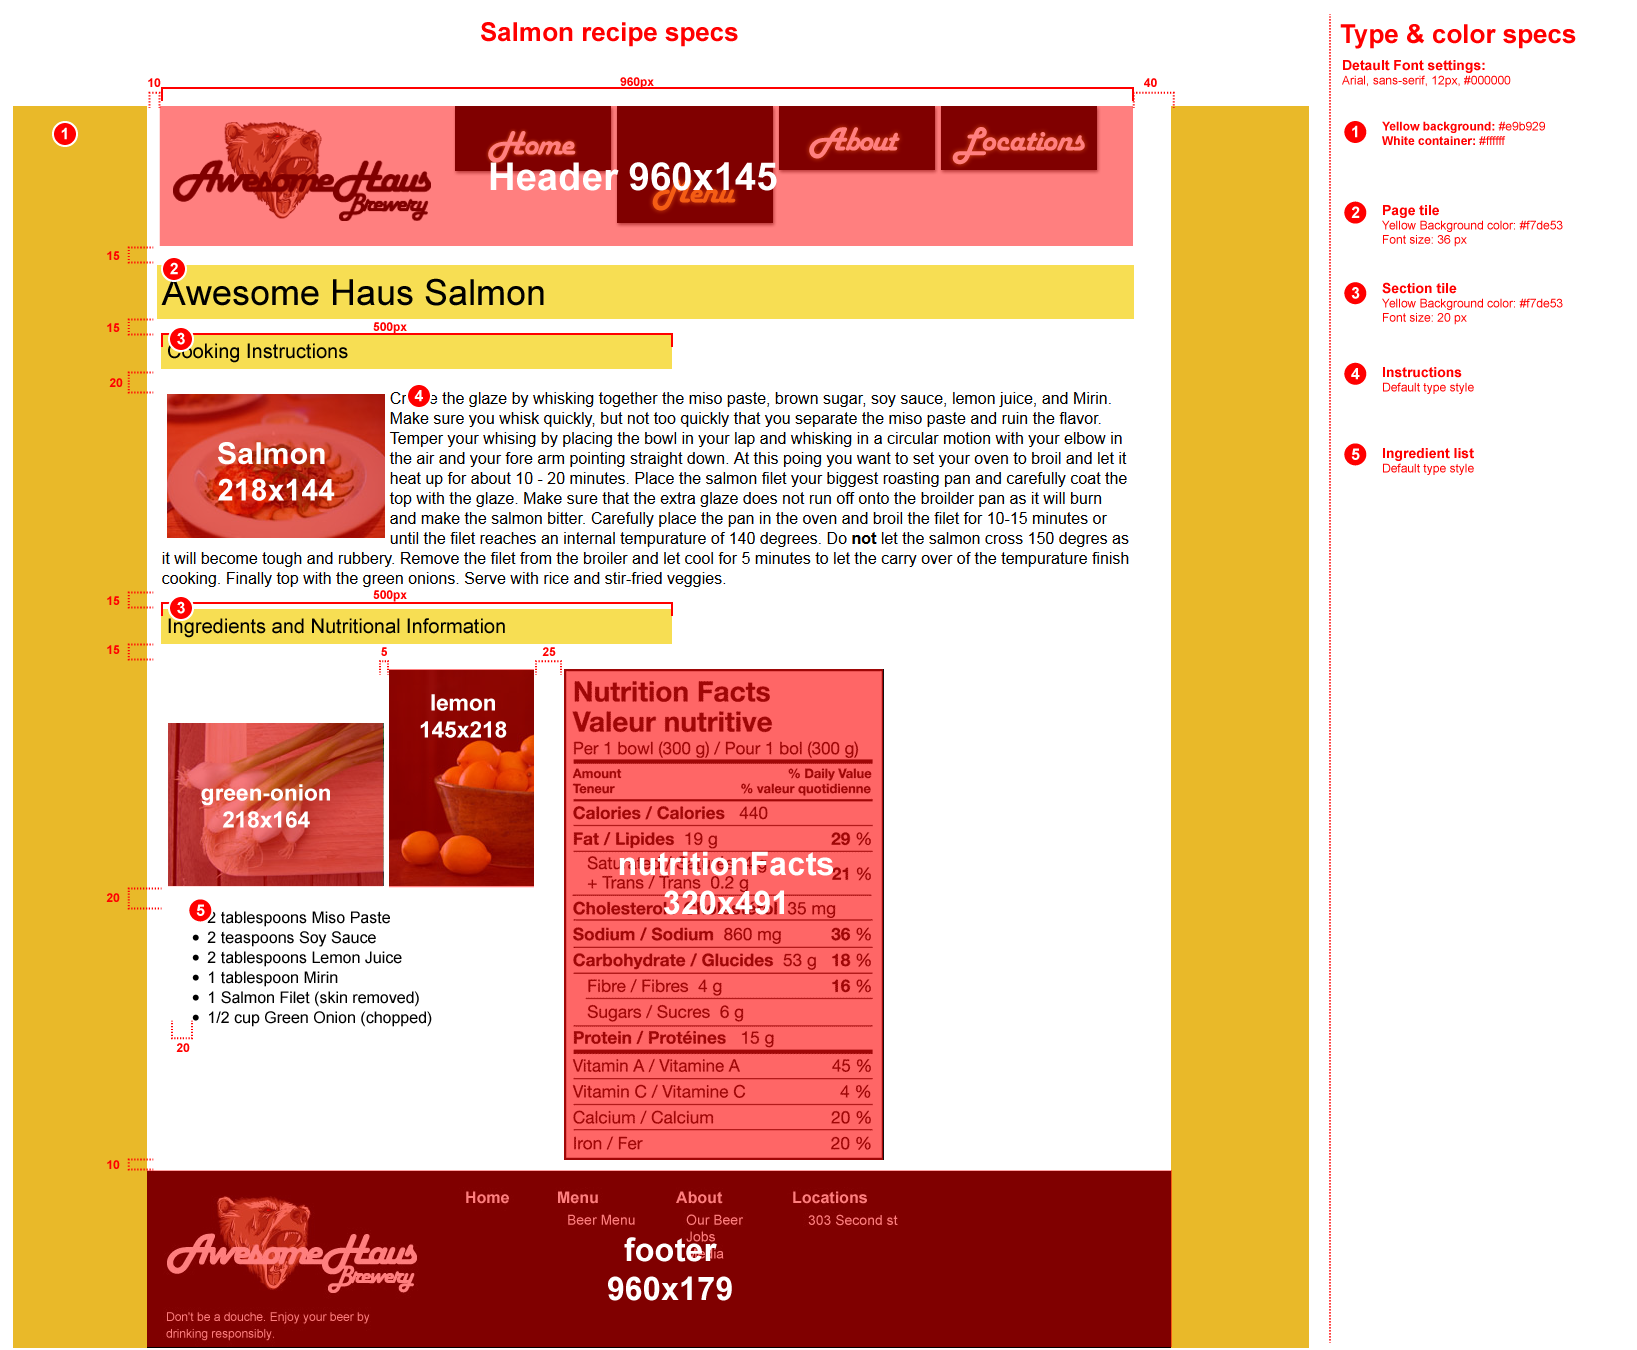 Salmon recipe specs
10
960px
40
1
Awesome Haus
Brewery
Home
Menu
About
Locations
Header 960x145
15
2
Awesome Haus Salmon
15
500px
3
Cooking Instructions
20
Salmon
218x144
4
Cr e the glaze by whisking together the miso paste, brown sugar, soy sauce, lemon juice, and Mirin.
Make sure you whisk quickly, but not too quickly that you separate the miso paste and ruin the flavor.
Temper your whising by placing the bowl in your lap and whisking in a circular motion with your elbow in
the air and your fore arm pointing straight down. At this poing you want to set your oven to broil and let it
heat up for about 10 - 20 minutes. Place the salmon filet your biggest roasting pan and carefully coat the
top with the glaze. Make sure that the extra glaze does not run off onto the broilder pan as it will burn
and make the salmon bitter. Carefully place the pan in the oven and broil the filet for 10-15 minutes or
until the filet reaches an internal tempurature of 140 degrees. Do not let the salmon cross 150 degres as
it will become tough and rubbery. Remove the filet from the broiler and let cool for 5 minutes to let the carry over of the tempurature finish
cooking. Finally top with the green onions. Serve with rice and stir-fried veggies.
15
500px
3
Ingredients and Nutritional Information
15
5
25
green-onion
218x164
lemon
145x218
Nutrition Facts
Valeur nutritive
Per 1 bowl (300 g) / Pour 1 bol (300 g)
Amount % Daily Value
Teneur % valeur quotidienne
Calories / Calories 440
Fat / Lipides 19 g 29 %
+ Trans / Trans 0.2 g 21 %
nutritionFacts
320x491
35 mg
Sodium / Sodium 860 mg 36 %
Carbohydrate / Glucides 53 g 18 %
Fibre / Fibres 4 g 16 %
Sugars / Sucres 6 g
Protein / Protéines 15 g
Vitamin A / Vitamine A 45 %
Vitamin C / Vitamine C 4 %
Calcium / Calcium 20 %
Iron / Fer 20 %
20
5
2 tablespoons Miso Paste
• 2 teaspoons Soy Sauce
• 2 tablespoons Lemon Juice
• 1 tablespoon Mirin
• 1 Salmon Filet (skin removed)
• 1/2 cup Green Onion (chopped)
20
10
Awesome Haus
Brewery
Don't be a douche. Enjoy your beer by
drinking responsibly.
Home
Menu
Beer Menu
About
Our Beer
Jobs
Locations
303 Second st
footer
960x179
Type & color specs
Detault Font settings:
Arial, sans-serif, 12px, #000000
1
Yellow background: #e9b929
White container: #ffffff
2
Page tile
Yellow Background color: #f7de53
Font size: 36 px
3
Section tile
Yellow Background color: #f7de53
Font size: 20 px
4
Instructions
Default type style
5
Ingredient list
Default type style